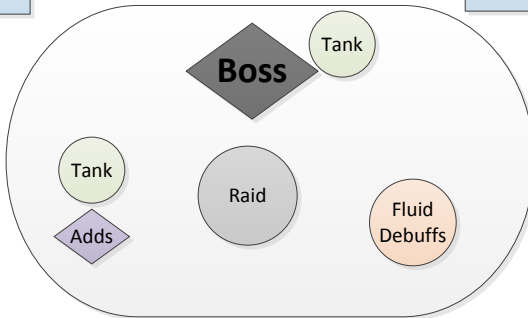 Tank
Boss
Tank
Raid
Fluid
Debuffs
Adds